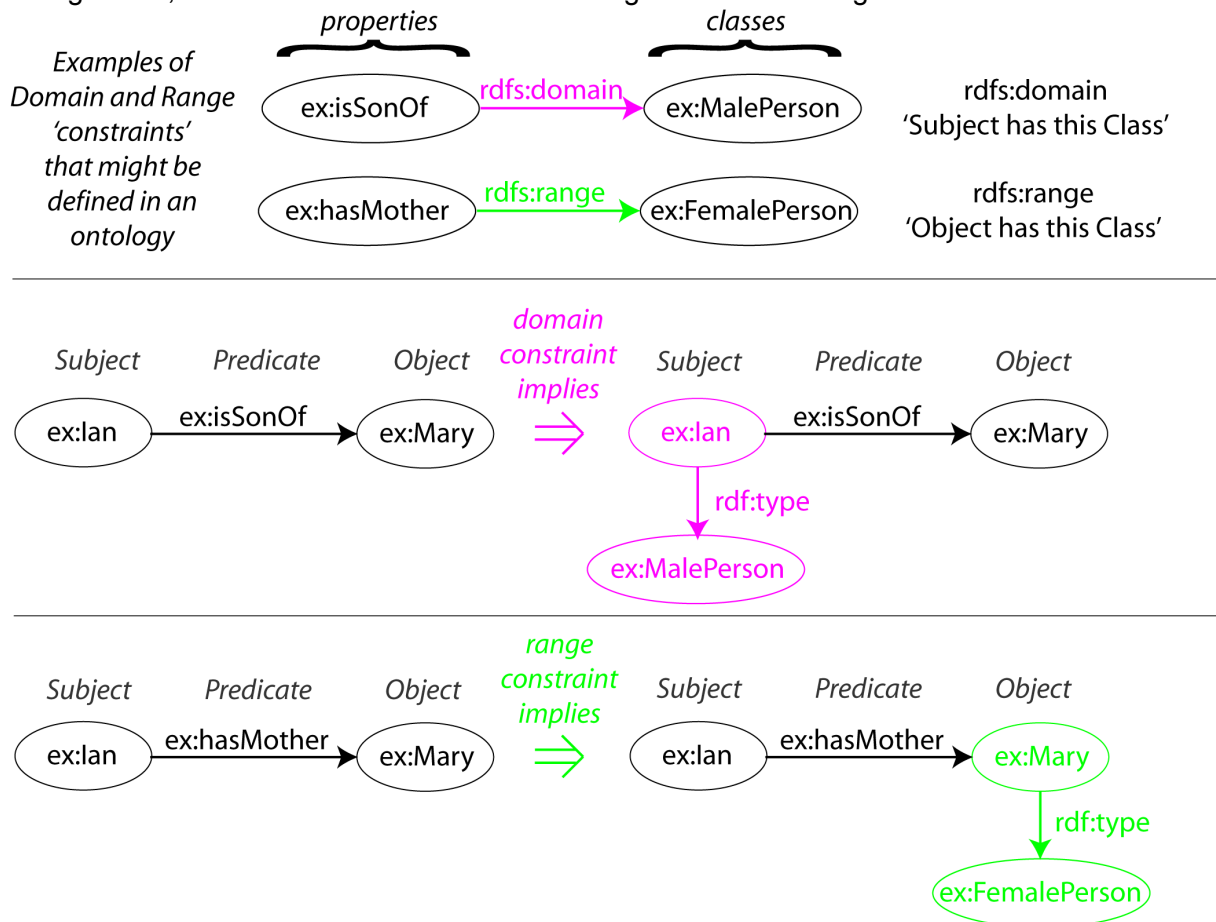 properties
classes
Examples of
Domain and Range
'constraints'
that might be
defined in an
ontology
ex:isSonOf
rdfs:domain
ex:MalePerson
rdfs:domain
'Subject has this Class'
ex:hasMother
rdfs:range
ex:FemalePerson
rdfs:range
'Object has this Class'
domain
constraint
implies
Subject Predicate Object
Subject Predicate Object
ex:Ian ex:isSonOf ex:Mary
ex:Ian ex:isSonOf ex:Mary
rdf:type
ex:MalePerson
range
constraint
implies
Subject Predicate Object
Subject Predicate Object
ex:Ian ex:hasMother ex:Mary
ex:Ian ex:hasMother ex:Mary
rdf:type
ex:FemalePerson